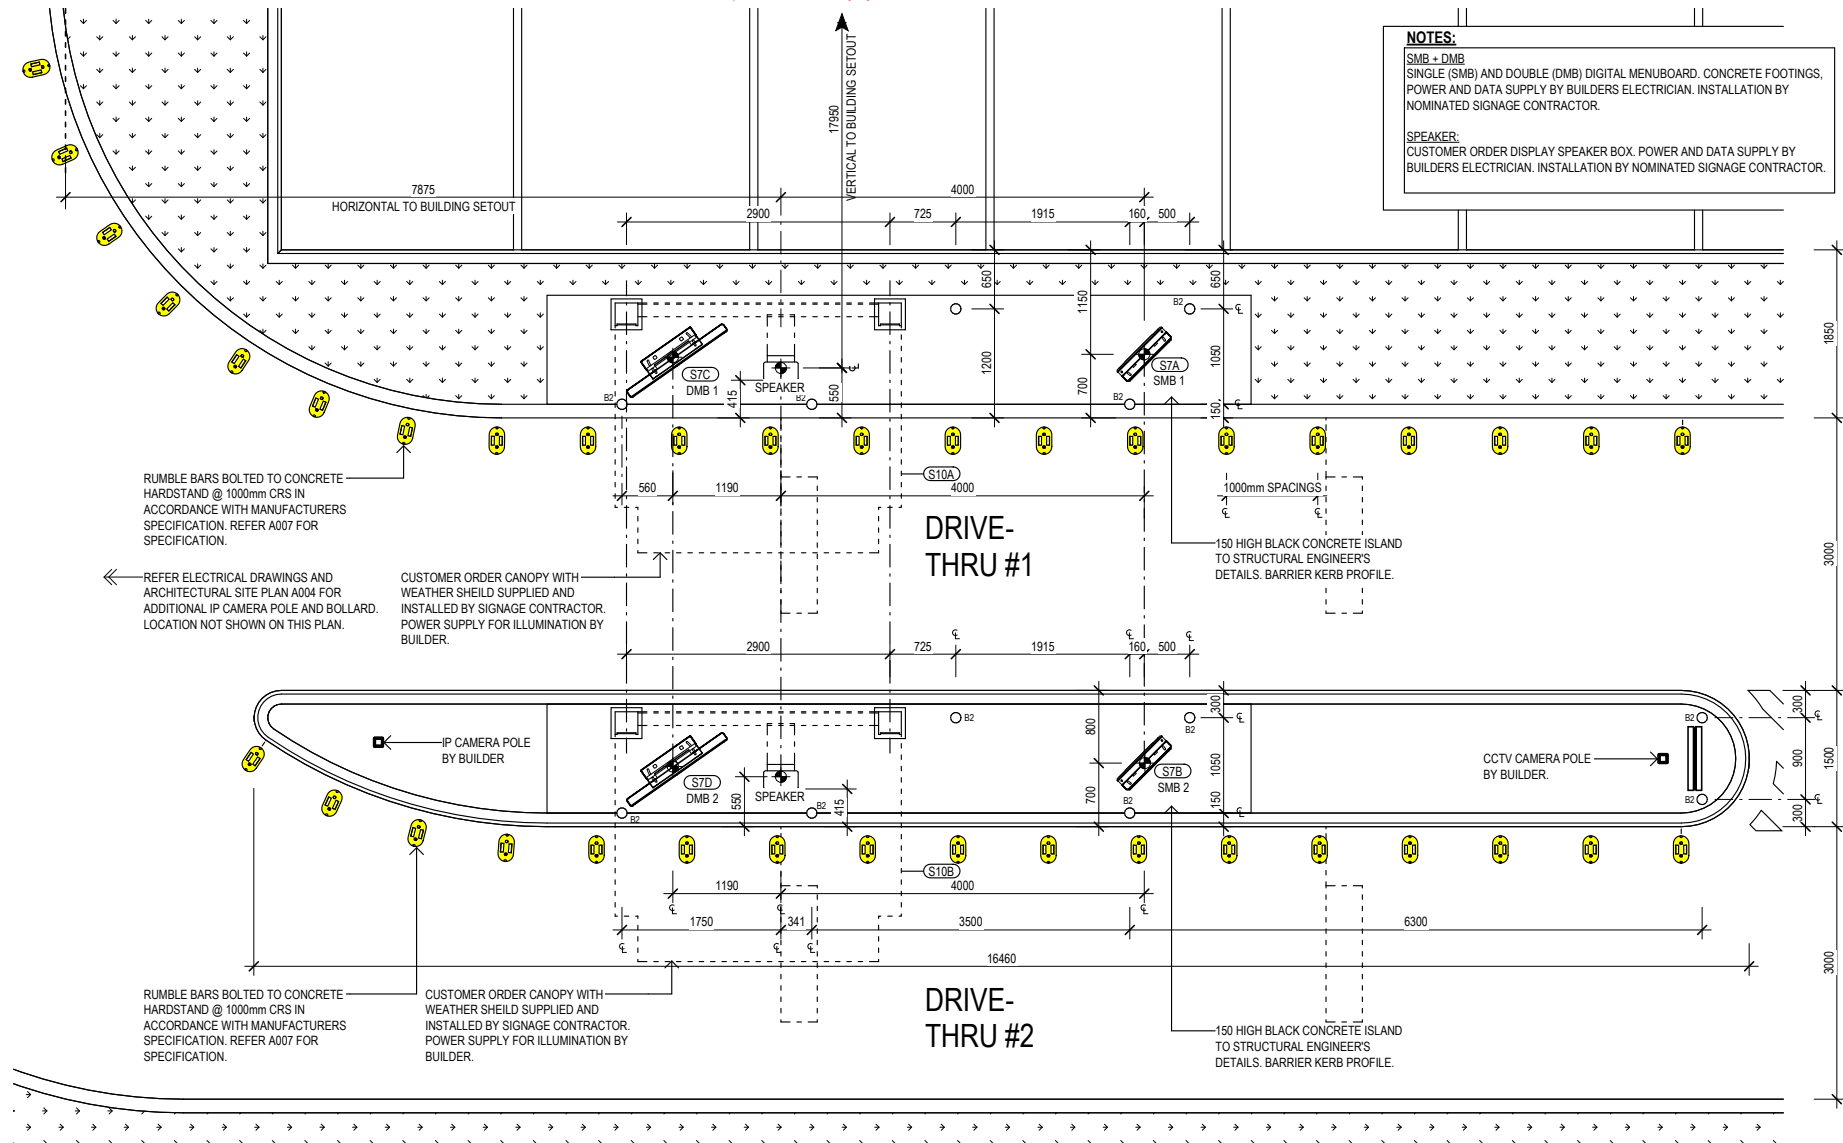 NOTES:
SMB + DMB
SINGLE (SMB) AND DOUBLE (DMB) DIGITAL MENUBOARD. CONCRETE FOOTINGS,
POWER AND DATA SUPPLY BY BUILDERS ELECTRICIAN. INSTALLATION BY
NOMINATED SIGNAGE CONTRACTOR.
SPEAKER:
CUSTOMER ORDER DISPLAY SPEAKER BOX. POWER AND DATA SUPPLY BY
BUILDERS ELECTRICIAN. INSTALLATION BY NOMINATED SIGNAGE CONTRACTOR.
17950
VERTICAL TO BUILDING SETOUT
7875
HORIZONTAL TO BUILDING SETOUT
4000
2900
725
1915
160
500
650
1150
650
1850
B2
1200
1050
S7C
DMB 1
SPEAKER
S7A
SMB 1
B2
415
B2
550
700
B2
150
RUMBLE BARS BOLTED TO CONCRETE
HARDSTAND @ 1000mm CRS IN
ACCORDANCE WITH MANUFACTURERS
SPECIFICATION. REFER A007 FOR
SPECIFICATION.
S10A
560
1190
4000
1000mm SPACINGS
DRIVE-
THRU #1
150 HIGH BLACK CONCRETE ISLAND
TO STRUCTURAL ENGINEER'S
DETAILS. BARRIER KERB PROFILE.
3000
REFER ELECTRICAL DRAWINGS AND
ARCHITECTURAL SITE PLAN A004 FOR
ADDITIONAL IP CAMERA POLE AND BOLLARD.
LOCATION NOT SHOWN ON THIS PLAN.
CUSTOMER ORDER CANOPY WITH
WEATHER SHEILD SUPPLIED AND
INSTALLED BY SIGNAGE CONTRACTOR.
POWER SUPPLY FOR ILLUMINATION BY
BUILDER.
2900
725
1915
160
500
300
300
B2
B2
B2
800
IP CAMERA POLE
BY BUILDER
CCTV CAMERA POLE
BY BUILDER.
1050
900
1500
S7D
DMB 2
SPEAKER
S7B
SMB 2
550
415
700
150
B2
B2
B2
B2
300
S10B
1190
4000
1750
341
3500
6300
16460
3000
RUMBLE BARS BOLTED TO CONCRETE
HARDSTAND @ 1000mm CRS IN
ACCORDANCE WITH MANUFACTURERS
SPECIFICATION. REFER A007 FOR
SPECIFICATION.
CUSTOMER ORDER CANOPY WITH
WEATHER SHEILD SUPPLIED AND
INSTALLED BY SIGNAGE CONTRACTOR.
POWER SUPPLY FOR ILLUMINATION BY
BUILDER.
DRIVE-
THRU #2
150 HIGH BLACK CONCRETE ISLAND
TO STRUCTURAL ENGINEER'S
DETAILS. BARRIER KERB PROFILE.